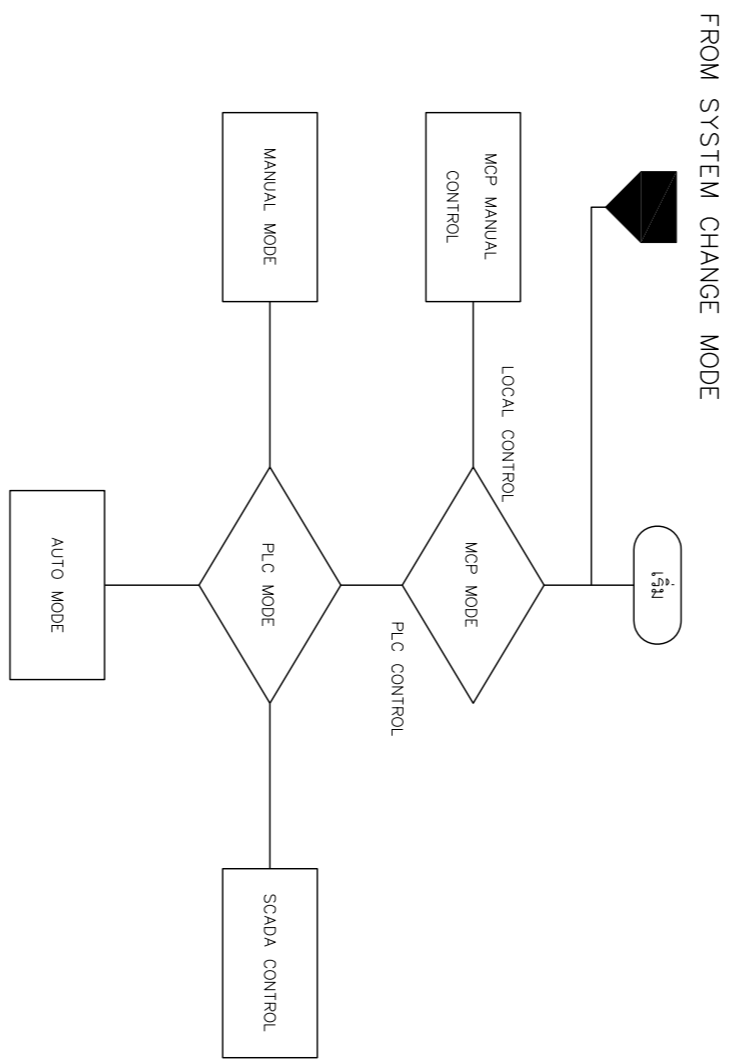 FROM SYSTEM CHANGE MODE
เริ่ม
MCP MANUAL
CONTROL
LOCAL CONTROL
MCP MODE
PLC CONTROL
MANUAL MODE
PLC MODE
SCADA CONTROL
AUTO MODE